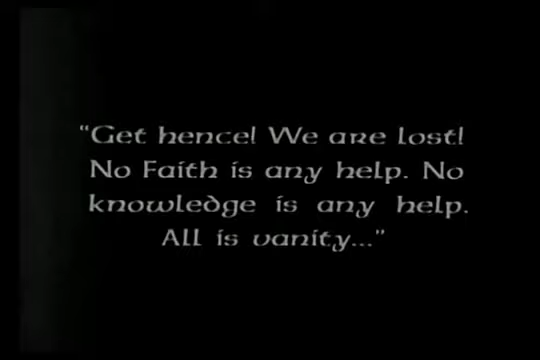 "Get hence! We are lost!
No Faith is any help. No
knowledge is any help.
All is vanity..."